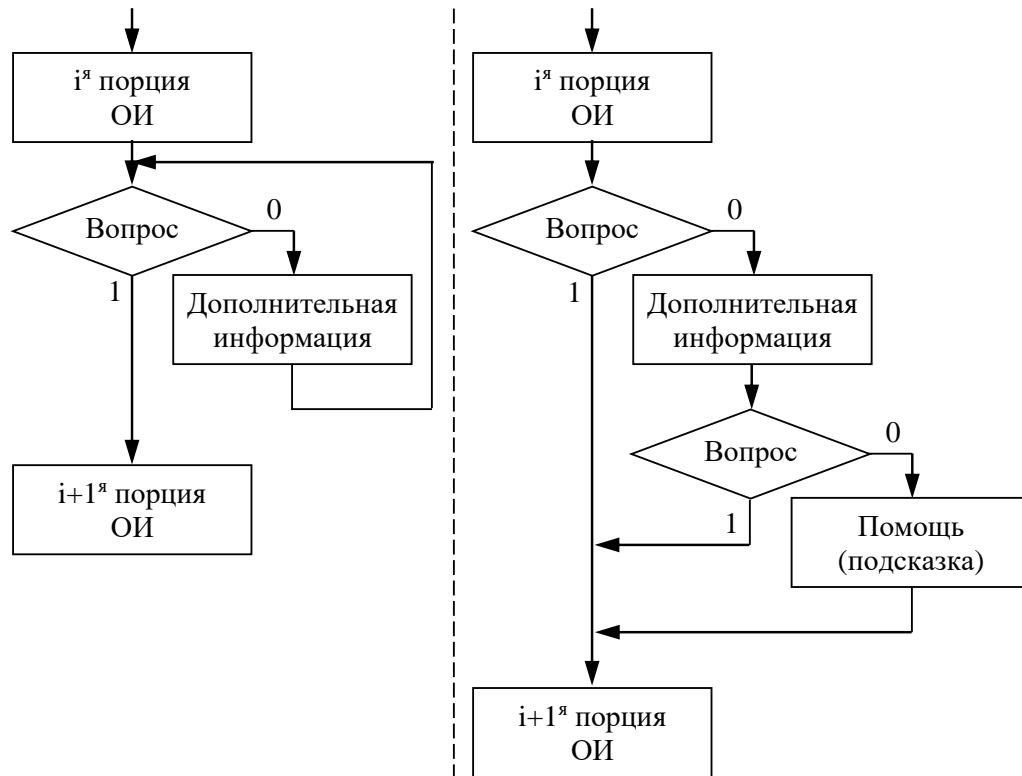 iя порция
ОИ
Вопрос
0
1
Дополнительная
информация
i+1я порция
ОИ
iя порция
ОИ
Вопрос
0
1
Дополнительная
информация
Вопрос
0
1
Помощь
(подсказка)
i+1я порция
ОИ